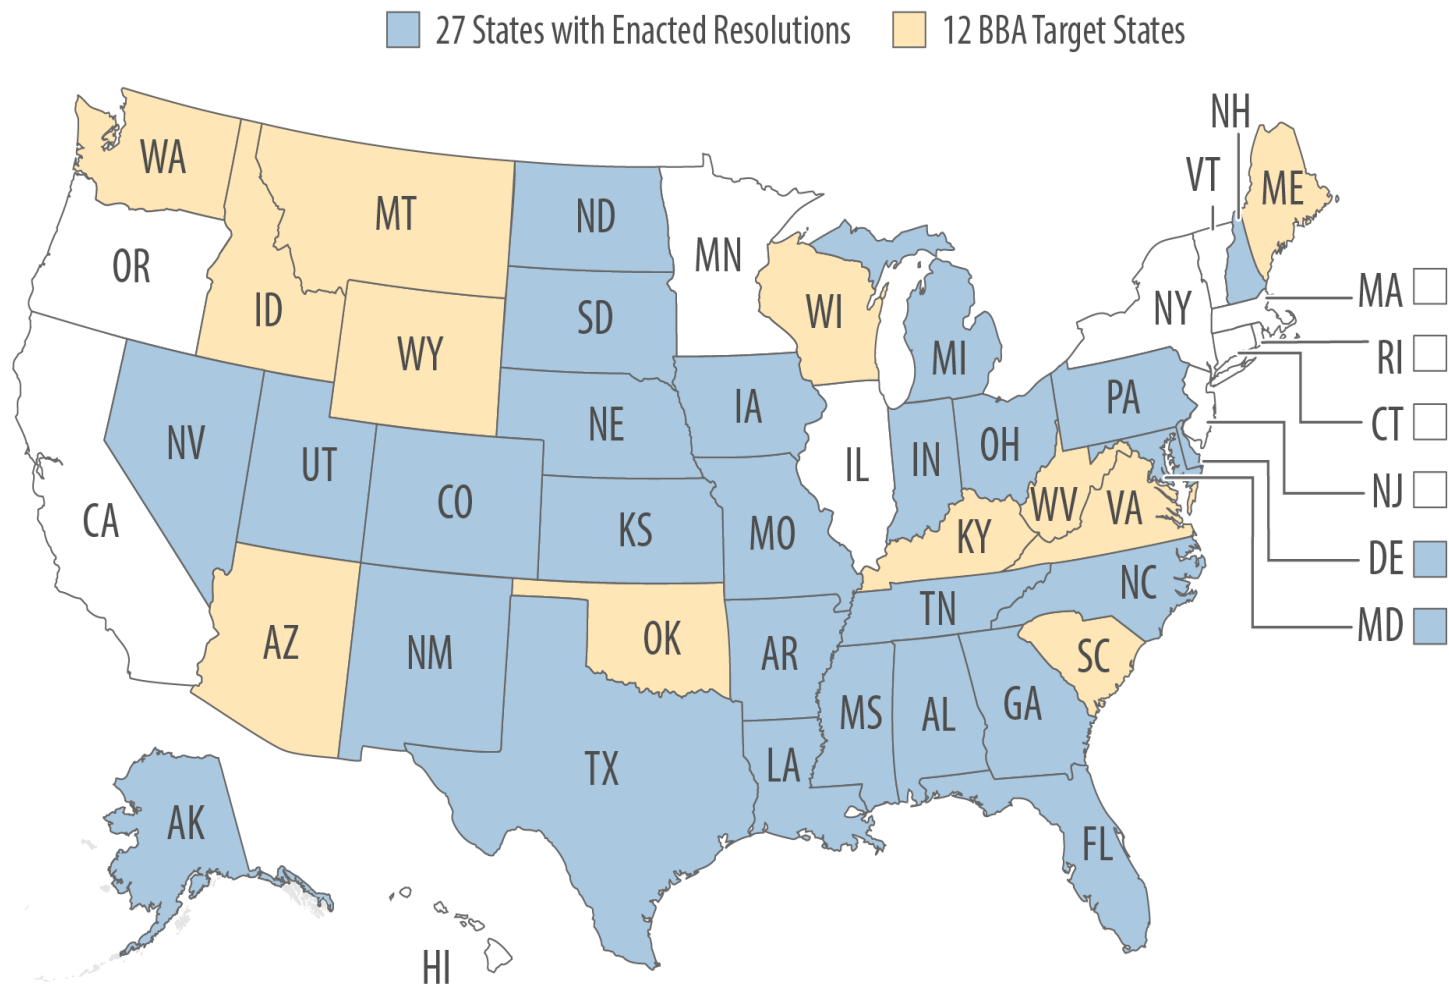 27 States with Enacted Resolutions
12 BBA Target States
NH
WA
VT
ME
MT
ND
MN
OR
MA
ID
WI
NY
SD
WY
MI
RI
PA
IA
CT
NE
NV
OH
UT
IN
IL
CO
NJ
WV
VA
CA
KS
MO
KY
DE
NC
TN
MD
AZ
OK
NM
AR
SC
GA
MS
AL
TX
LA
AK
FL
HI